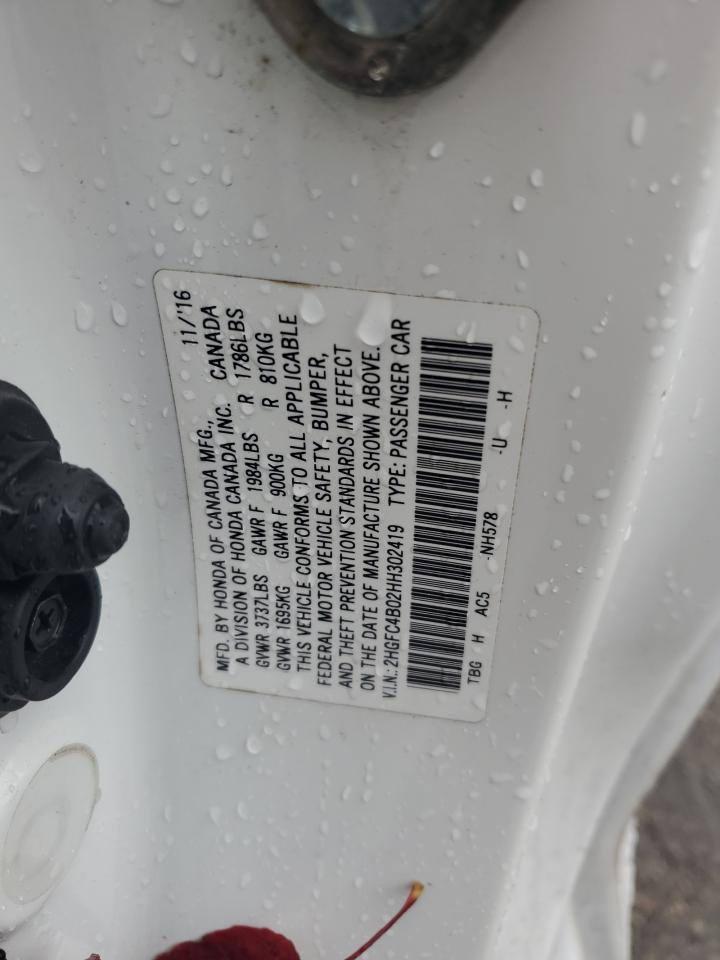 11/'16
MFD. BY HONDA OF CANADA MFG.,
A DIVISION OF HONDA CANADA INC. CANADA
GVWR 3737LBS GAWR F 1984LBS R 1786LBS
GVWR 1695KG GAWR F 900KG R 810KG
THIS VEHICLE CONFORMS TO ALL APPLICABLE
FEDERAL MOTOR VEHICLE SAFETY, BUMPER,
AND THEFT PREVENTION STANDARDS IN EFFECT
ON THE DATE OF MANUFACTURE SHOWN ABOVE.
V.I.N.: 2HGFC4B02HH302419 TYPE: PASSENGER CAR
TBG H AC5 -NH578 -U -H